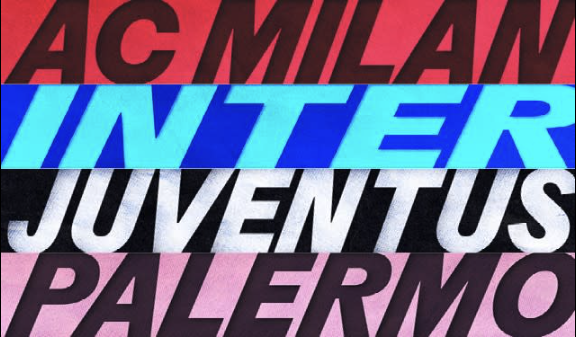 AC MILAN
INTER
JUVENTUS
PALERMO